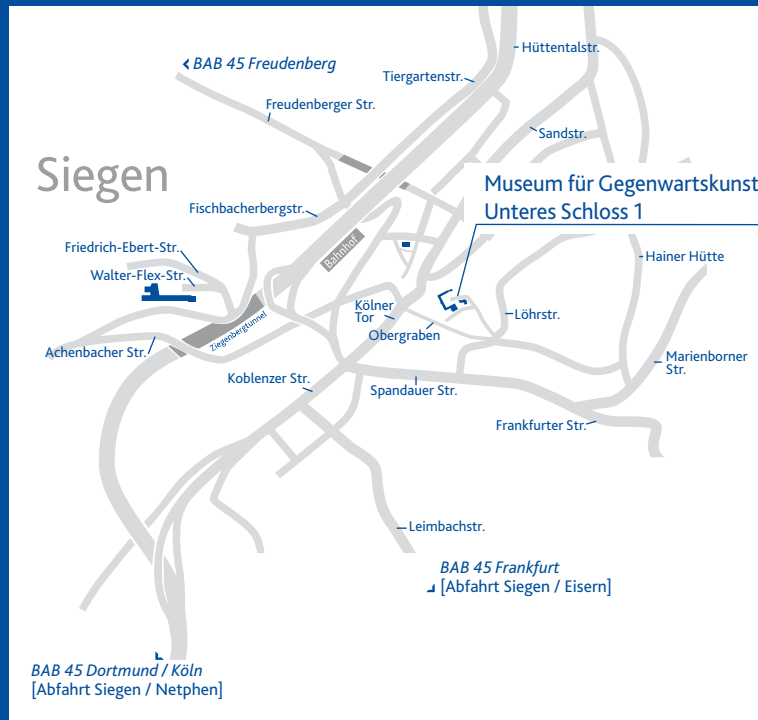 Hüttentalstr.
BAB 45 Freudenberg
Tiergartenstr.
Freudenberger Str.
Sandstr.
Siegen
Museum für Gegenwartskunst
Unteres Schloss 1
Fischbacherbergstr.
Bahnhof
Friedrich-Ebert-Str.
Hainer Hütte
Walter-Flex-Str.
Kölner
Tor
Löhrstr.
Ziegenbergtunnel
Obergraben
Achenbacher Str.
Marienborner
Str.
Koblenzer Str.
Spandauer Str.
Frankfurter Str.
Leimbachstr.
BAB 45 Frankfurt
[Abfahrt Siegen / Eisern]
BAB 45 Dortmund / Köln
[Abfahrt Siegen / Netphen]